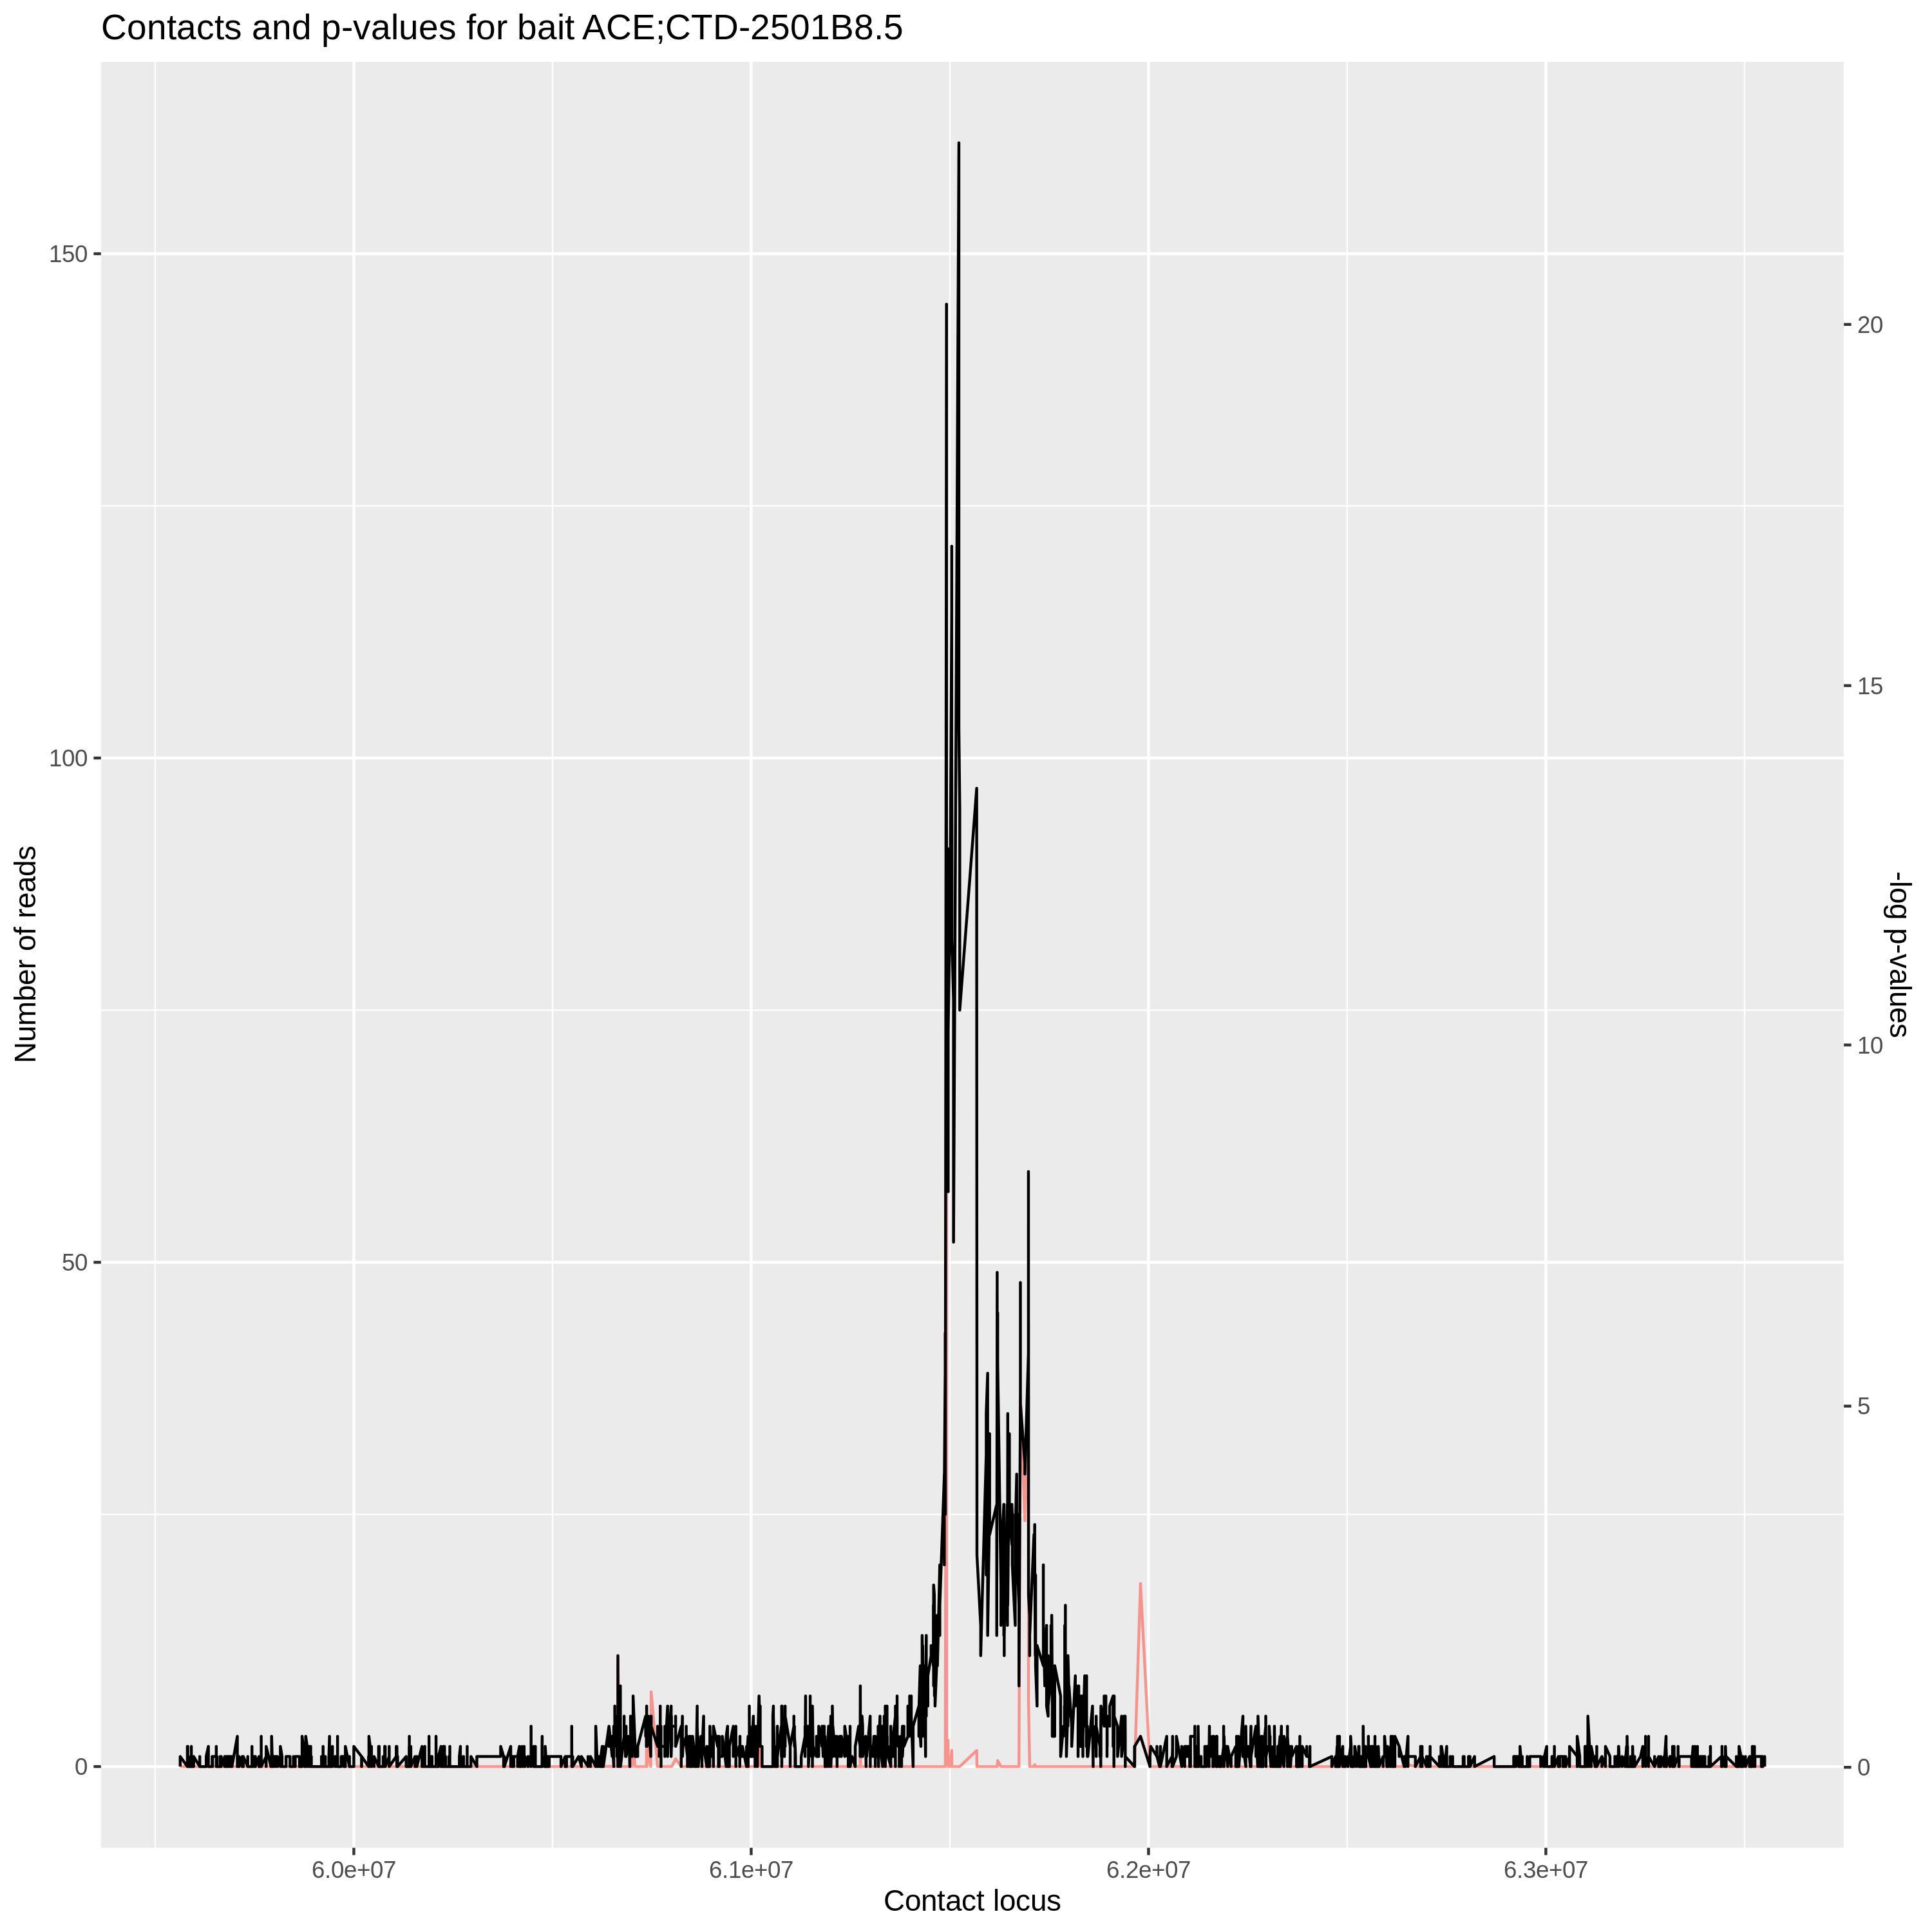 Contacts and p-values for bait ACE;CTD-2501B8.5
150
100
50
0
Number of reads
20
15
10
5
0
-log p-values
6.0e+07
6.1e+07
6.2e+07
6.3e+07
Contact locus